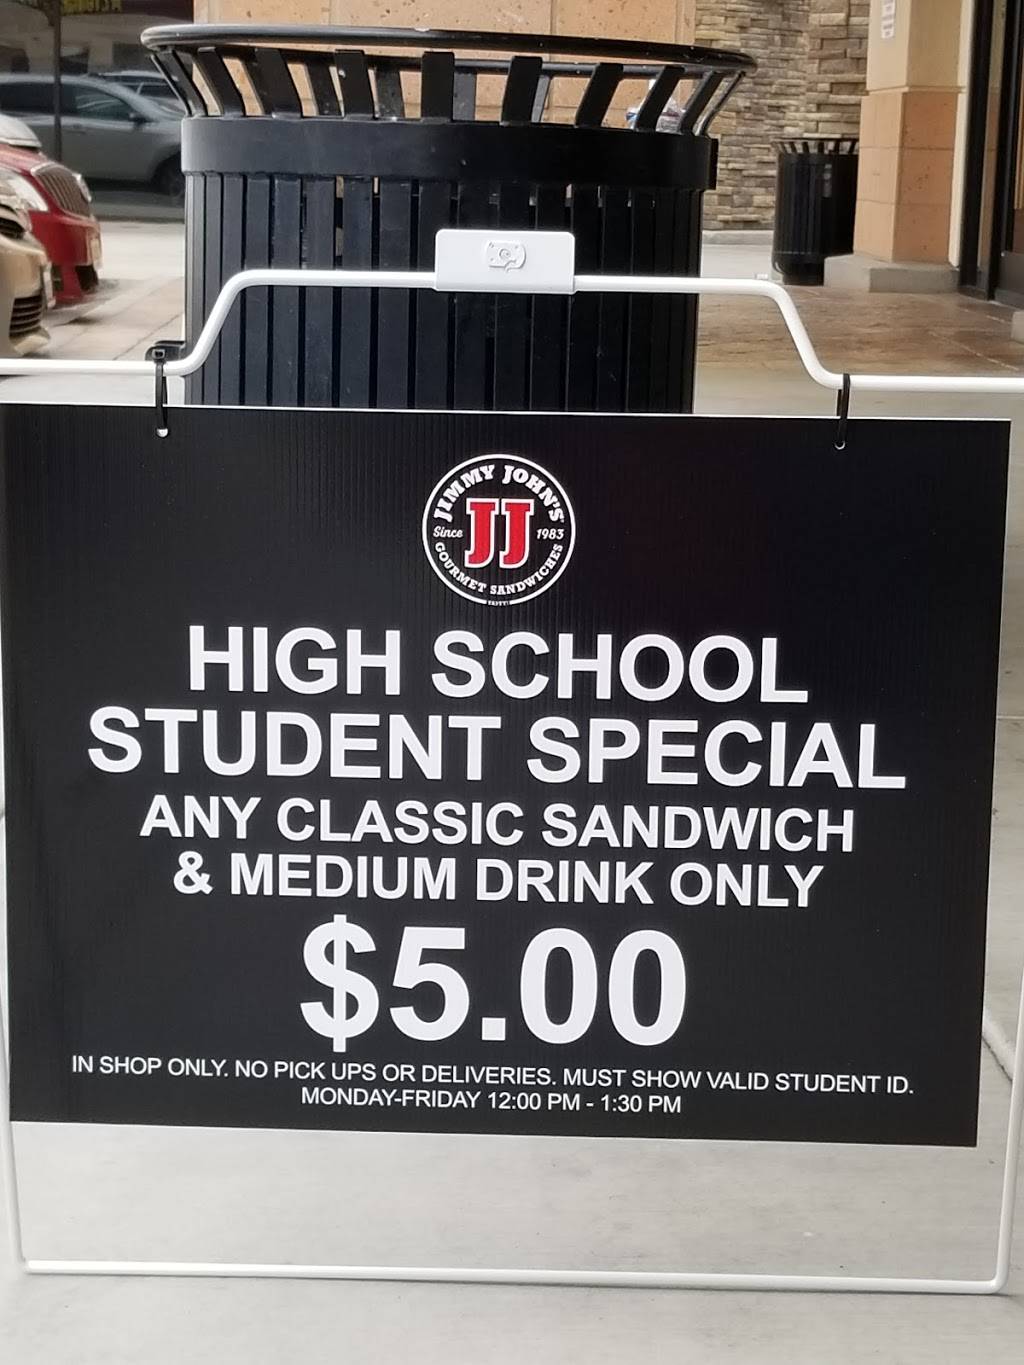 JIMMY JOHN'S
Since 1983
JJ
GOURMET SANDWICHES
HIGH SCHOOL
STUDENT SPECIAL
ANY CLASSIC SANDWICH
& MEDIUM DRINK ONLY
$5.00
IN SHOP ONLY. NO PICK UPS OR DELIVERIES. MUST SHOW VALID STUDENT ID.
MONDAY-FRIDAY 12:00 PM - 1:30 PM